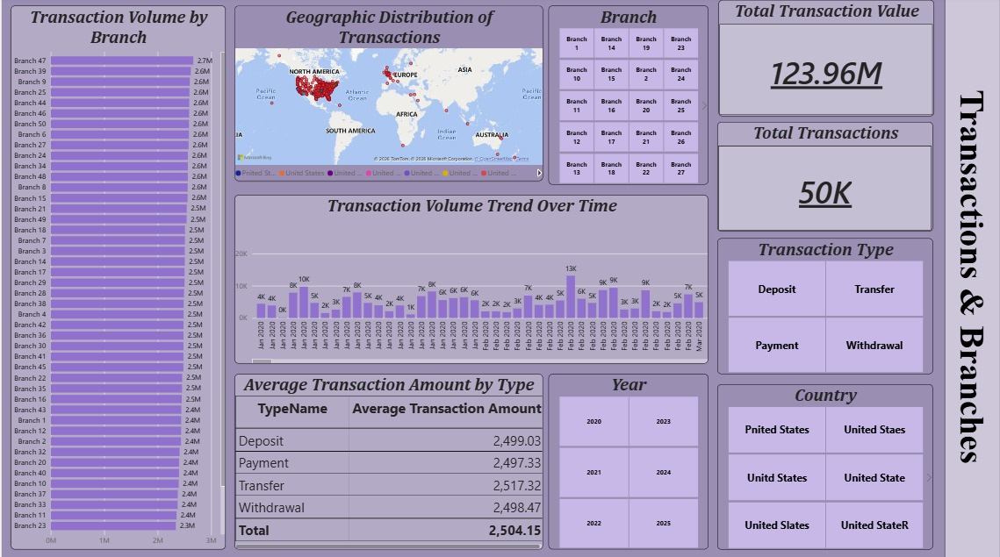 Transaction Volume by
Branch
Branch 47 2.7M
Branch 39 2.6M
Branch 9 2.6M
Branch 25 2.6M
Branch 44 2.6M
Branch 46 2.6M
Branch 50 2.6M
Branch 6 2.6M
Branch 27 2.6M
Branch 24 2.6M
Branch 34 2.6M
Branch 48 2.6M
Branch 8 2.6M
Branch 15 2.6M
Branch 21 2.5M
Branch 49 2.5M
Branch 18 2.5M
Branch 7 2.5M
Branch 3 2.5M
Branch 14 2.5M
Branch 17 2.5M
Branch 29 2.5M
Branch 28 2.5M
Branch 38 2.5M
Branch 4 2.5M
Branch 42 2.5M
Branch 36 2.5M
Branch 30 2.5M
Branch 41 2.5M
Branch 45 2.5M
Branch 22 2.5M
Branch 35 2.5M
Branch 16 2.5M
Branch 43 2.4M
Branch 1 2.4M
Branch 12 2.4M
Branch 2 2.4M
Branch 32 2.4M
Branch 20 2.4M
Branch 40 2.4M
Branch 10 2.4M
Branch 37 2.4M
Branch 33 2.4M
Branch 11 2.4M
Branch 23 2.3M
0M 1M 2M 3M
Geographic Distribution of
Transactions
NORTH AMERICA
EUROPE
ASIA
Pacific
Ocean
Atlantic
Ocean
Pacific
Ocean
AFRICA
SOUTH AMERICA
Indian
Ocean
AUSTRALIA
IA
Microsoft Bing
© 2026 TomTom, © 2026 Microsoft Corporation, © OpenStreetMap Terms
Pnited St... United States United ... United ... United ... United ... United ...
Branch
Branch 1 Branch 14 Branch 19 Branch 23
Branch 10 Branch 15 Branch 2 Branch 24
Branch 11 Branch 16 Branch 20 Branch 25
Branch 12 Branch 17 Branch 21 Branch 26
Branch 13 Branch 18 Branch 22 Branch 27
Transaction Volume Trend Over Time
20K
10K
0K
4K 4K 0K 8K 10K 5K 2K 3K 7K 8K 5K 4K 2K 4K 1K 7K 8K 6K 6K 6K 6K 2K 2K 2K 3K 7K 4K 4K 5K 13K 6K 5K 9K 9K 3K 3K 9K 2K 2K 5K 7K 5K
Jan 2020 Jan 2020 Jan 2020 Jan 2020 Jan 2020 Jan 2020 Jan 2020 Jan 2020 Jan 2020 Jan 2020 Jan 2020 Jan 2020 Jan 2020 Jan 2020 Jan 2020 Jan 2020 Jan 2020 Jan 2020 Jan 2020 Jan 2020 Jan 2020 Feb 2020 Feb 2020 Feb 2020 Feb 2020 Feb 2020 Feb 2020 Feb 2020 Feb 2020 Feb 2020 Feb 2020 Feb 2020 Feb 2020 Feb 2020 Feb 2020 Feb 2020 Feb 2020 Feb 2020 Feb 2020 Feb 2020 Feb 2020 Mar 2020
Average Transaction Amount by Type
TypeName Average Transaction Amount
Deposit 2,499.03
Payment 2,497.33
Transfer 2,517.32
Withdrawal 2,498.47
Total 2,504.15
Year
2020 2023
2021 2024
2022 2025
Total Transaction Value
123.96M
Total Transactions
50K
Transaction Type
Deposit Transfer
Payment Withdrawal
Country
Pnited States United Staes
Unitd States United State
United Slates United StateR
Transactions & Branches